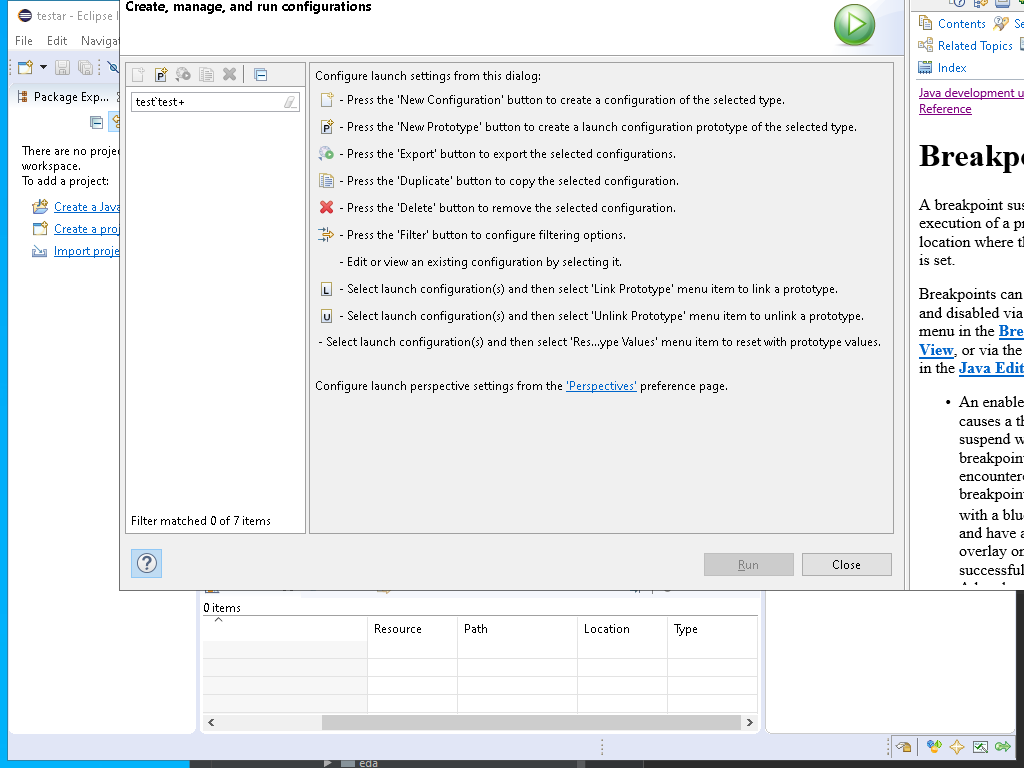 Create, manage, and run configurations
testar - Eclipse I
File Edit Naviga
Package Exp...
There are no proje
workspace.
To add a project:
Create a Java
Create a proj
Import proje
test`test+
Filter matched 0 of 7 items
Configure launch settings from this dialog:
- Press the 'New Configuration' button to create a configuration of the selected type.
P - Press the 'New Prototype' button to create a launch configuration prototype of the selected type.
- Press the 'Export' button to export the selected configurations.
- Press the 'Duplicate' button to copy the selected configuration.
- Press the 'Delete' button to remove the selected configuration.
- Press the 'Filter' button to configure filtering options.
- Edit or view an existing configuration by selecting it.
L - Select launch configuration(s) and then select 'Link Prototype' menu item to link a prototype.
U - Select launch configuration(s) and then select 'Unlink Prototype' menu item to unlink a prototype.
- Select launch configuration(s) and then select 'Res...ype Values' menu item to reset with prototype values.
Configure launch perspective settings from the 'Perspectives' preference page.
Run Close
Contents Se
Related Topics
Index
Java development u
Reference
Breakpo
A breakpoint sus
execution of a pr
location where th
is set.
Breakpoints can
and disabled via
menu in the Bre
View, or via the
in the Java Edit
• An enable
causes a th
suspend w
breakpoint
encountere
breakpoint
with a blue
and have a
overlay on
successful
0 items
Resource Path Location Type
eda